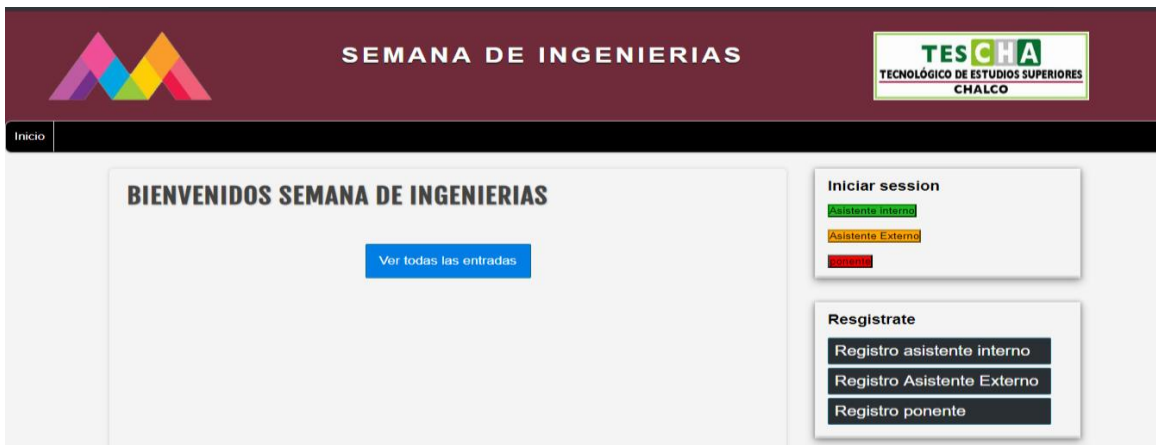 SEMANA DE INGENIERIAS
TESCHA
TECNOLÓGICO DE ESTUDIOS SUPERIORES
CHALCO
Inicio
BIENVENIDOS SEMANA DE INGENIERIAS
Ver todas las entradas
Iniciar session
Asistente interno
Asistente Externo
ponente
Resgistrate
Registro asistente interno
Registro Asistente Externo
Registro ponente